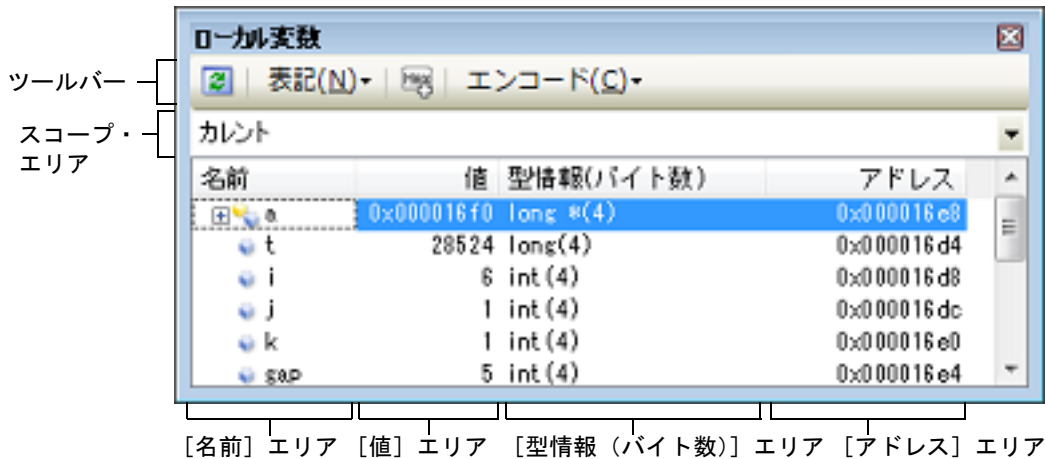 ローカル変数
ツールバー
表記(N)
Hex
エンコード(C)
スコープ・
エリア
カレント
名前 値 型情報(バイト数) アドレス
a 0x000016f0 long *(4) 0x000016e8
t 28524 long(4) 0x000016d4
i 6 int(4) 0x000016d8
j 1 int(4) 0x000016dc
k 1 int(4) 0x000016e0
gap 5 int(4) 0x000016e4
［名前］エリア ［値］エリア ［型情報（バイト数）］エリア ［アドレス］エリア